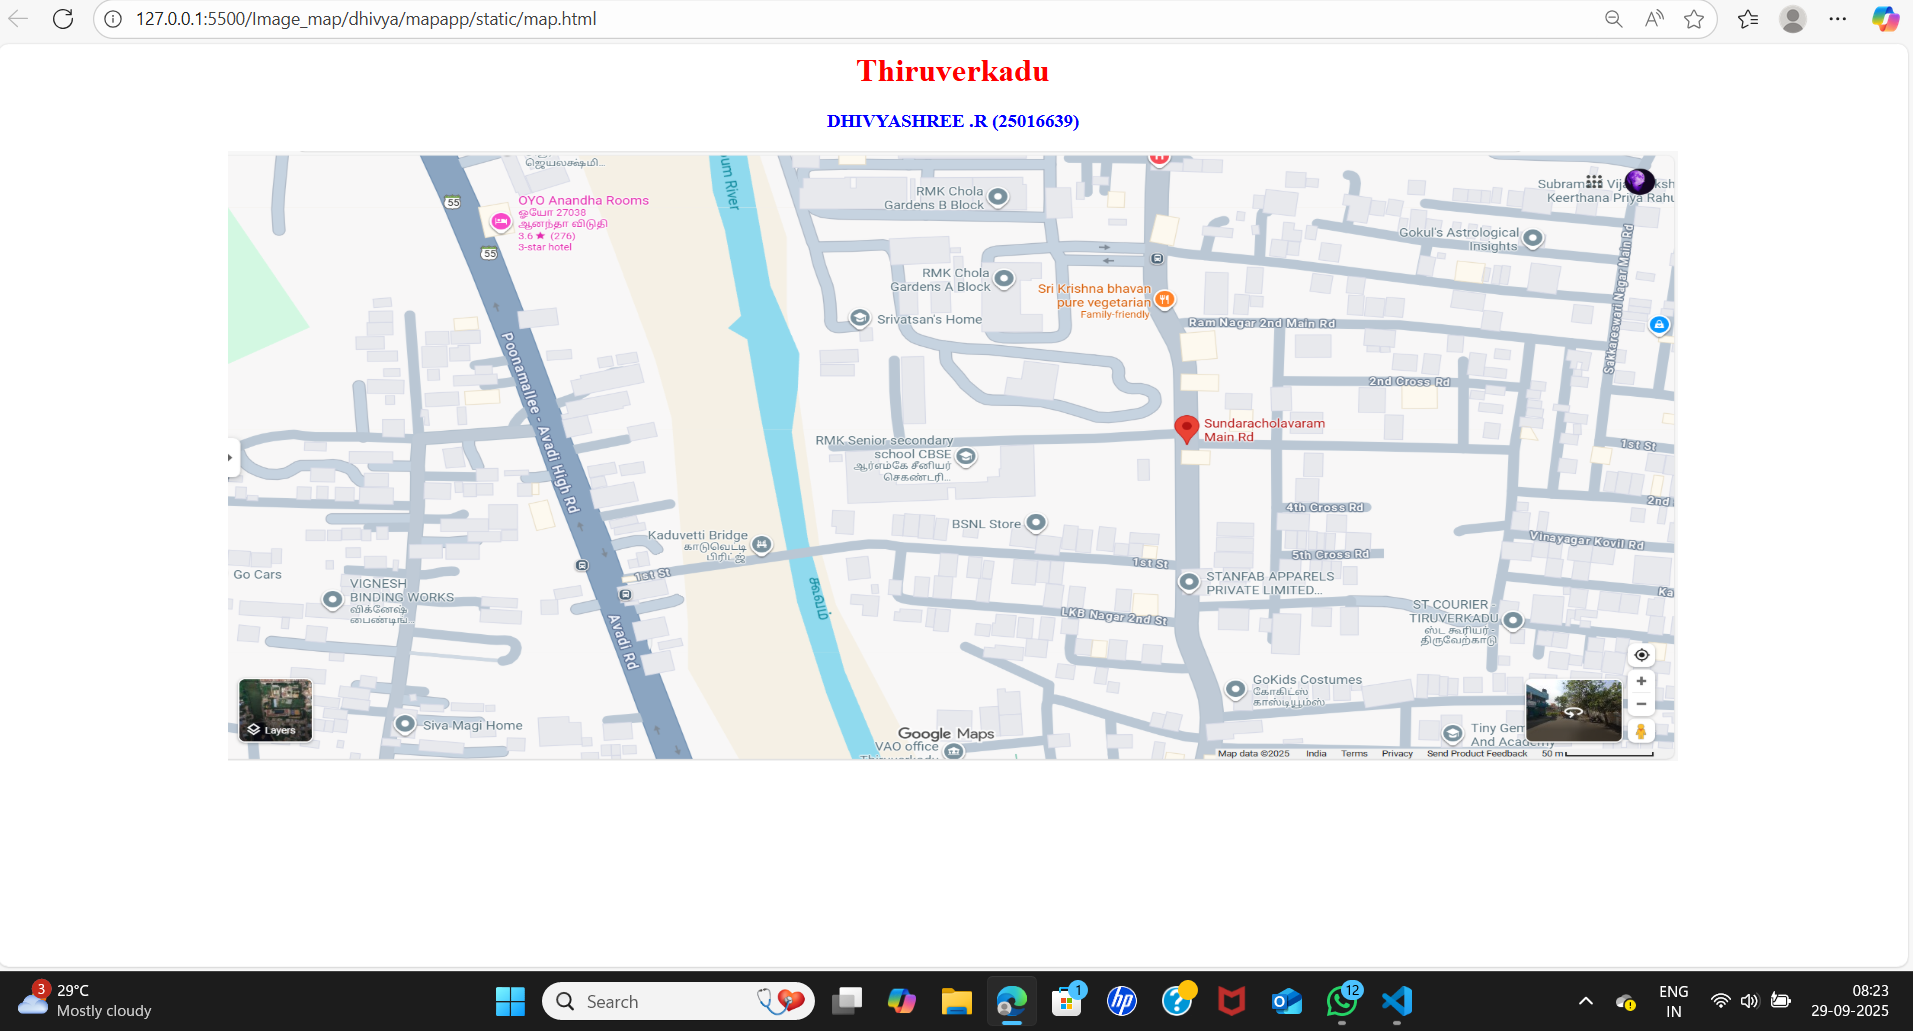 127.0.0.1:5500/Image_map/dhivya/mapapp/static/map.html
Thiruverkadu
DHIVYASHREE .R (25016639)
ஜெயலக்ஷ்மி...
55
OYO Anandha Rooms
ஓயோ 27038
ஆனந்தா விடுதி
3.6 ★ (276)
3-star hotel
55
um River
RMK Chola
Gardens B Block
Gokul's Astrological
Insights
Keerthana Priya Rahu
RMK Chola
Gardens A Block
Sri Krishna bhavan
pure vegetarian
Family-friendly
Srivatsan's Home
Ram Nagar 2nd Main Rd
Sakkareswari Nagar Main Rd
Poonamallee - Avadi High Rd
2nd Cross Rd
Sundaracholavaram
Main Rd
1st St
RMK Senior secondary
school CBSE
ஆர்எம்கே சீனியர்
செகண்டரி...
2nd
4th Cross Rd
BSNL Store
Kaduvetti Bridge
காடுவெட்டி
பிரிட்ஜ்
Vinayagar Kovil Rd
5th Cross Rd
1st St
1st St
Go Cars
VIGNESH
BINDING WORKS
விக்னேஷ்
பைண்டிங்...
STANFAB APPARELS
PRIVATE LIMITED...
Ka
கூவம்
LKB Nagar 2nd St
ST COURIER -
TIRUVERKADU
ஸ்ட கூரியர் -
திருவேற்காடு
Avadi Rd
GoKids Costumes
கோகிட்ஸ்
காஸ்டியூம்ஸ்
Layers
Siva Magi Home
Google Maps
VAO office
Tiny Gem
And Academy
Map data ©2025 India Terms Privacy Send Product Feedback 50 m
3
29°C
Mostly cloudy
Search
1
hp
12
ENG
IN
08:23
29-09-2025